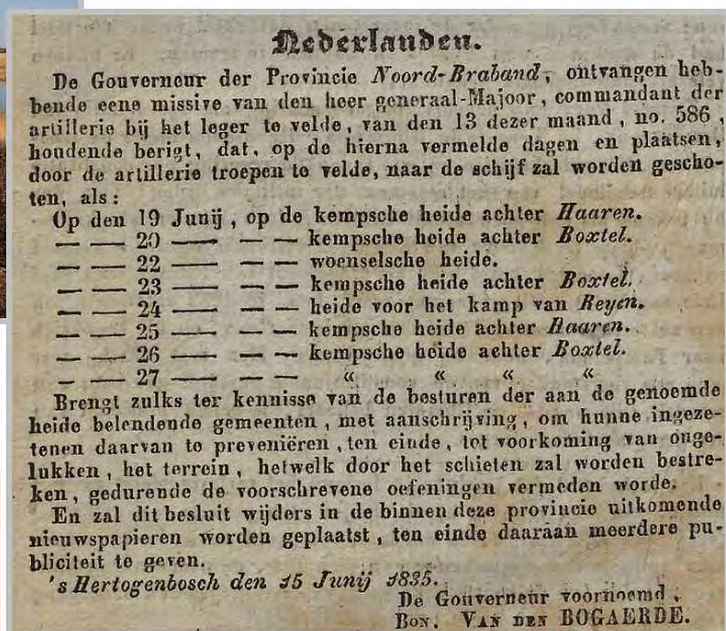 Nederlanden.
De Gouverneur der Provincie Noord-Braband, ontvangen heb-
bende eene missive van den heer generaal-Majoor, commandant der
artillerie bij het leger te velde, van den 13 dezer maand, no. 586,
houdende berigt, dat, op de hierna vermelde dagen en plaatsen,
door de artillerie troepen te velde, naar de schijf zal worden gescho-
ten, als:
Op den 19 Junij, op de kempsche heide achter Haaren.
— — 20 — — — kempsche heide achter Boxtel.
— — 22 — — — woenselsche heide.
— — 23 — — — kempsche heide achter Boxtel.
— — 24 — — — heide voor het kamp van Reyen.
— — 25 — — — kempsche heide achter Haaren.
— — 26 — — — kempsche heide achter Boxtel.
— — 27 — — — « « « «
Brengt zulks ter kennisse van de besturen der aan de genoemde
heide belendende gemeenten, met aanschrijving, om hunne ingeze-
tenen daarvan te preveniëren, ten einde, tot voorkoming van onge-
lukken, het terrein, hetwelk door het schieten zal worden bestre-
ken, gedurende de voorschrevene oefeningen vermeden worde.
En zal dit besluit wijders in de binnen deze provincie uitkomende
nieuwspapieren worden geplaatst, ten einde daaraan meerdere pu-
bliciteit te geven.
's Hertogenbosch den 15 Junij 1835.
De Gouverneur voornoemd,
Bon. Van den BOGAERDE.